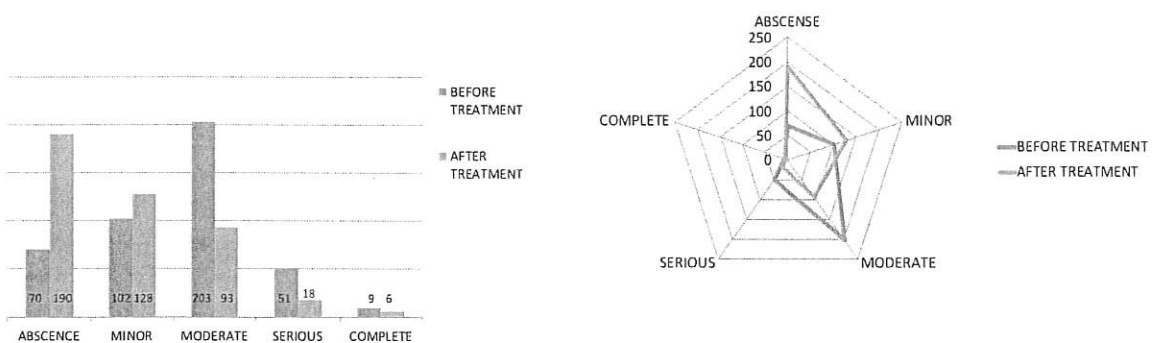 BEFORE
TREATMENT
AFTER
TREATMENT
70 190 102 128 203 93 51 18 9 6
ABSCENCE MINOR MODERATE SERIOUS COMPLETE
ABSCENSE
250
200
150
100
50
0
COMPLETE
MINOR
SERIOUS
MODERATE
BEFORE TREATMENT
AFTER TREATMENT